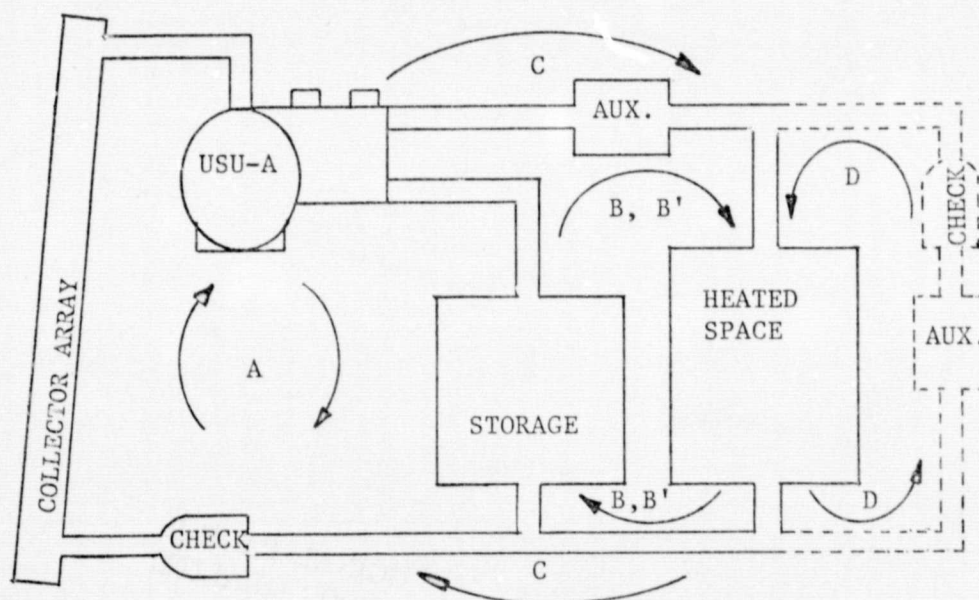 C
AUX.
USU-A
D
B, B'
CHECK
HEATED
SPACE
COLLECTOR ARRAY
A
AUX.
STORAGE
B,B'
D
CHECK
C